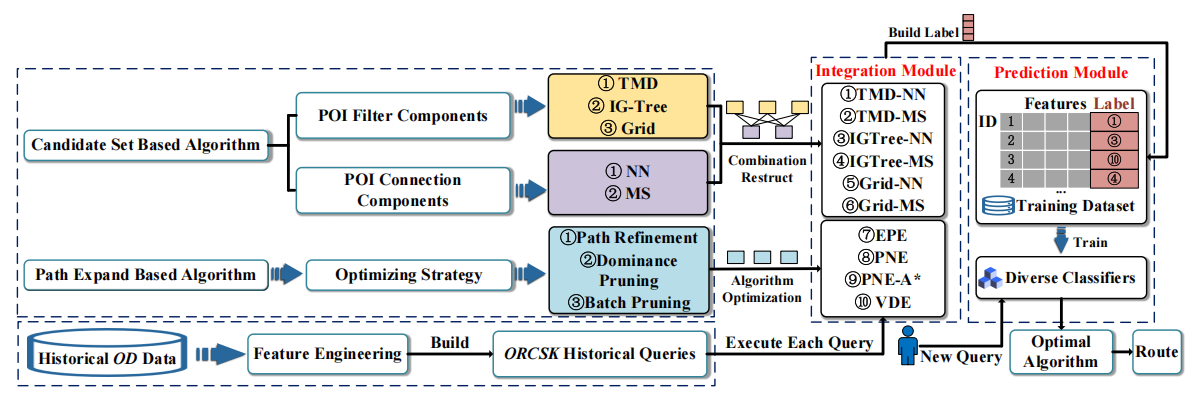 Build Label
Integration Module
Prediction Module
Candidate Set Based Algorithm
POI Filter Components
① TMD
② IG-Tree
③ Grid
POI Connection
Components
① NN
② MS
Combination
Restruct
①TMD-NN
②TMD-MS
③IGTree-NN
④IGTree-MS
⑤Grid-NN
⑥Grid-MS
Features Label
ID 1 ①
2 ③
3 ⑩
4 ④
...
Training Dataset
Train
Path Expand Based Algorithm
Optimizing Strategy
①Path Refinement
②Dominance
Pruning
③Batch Pruning
Algorithm
Optimization
⑦EPE
⑧PNE
⑨PNE-A*
⑩ VDE
Diverse Classifiers
Historical OD Data
Feature Engineering
Build
ORCSK Historical Queries
Execute Each Query
New Query
Optimal
Algorithm
Route